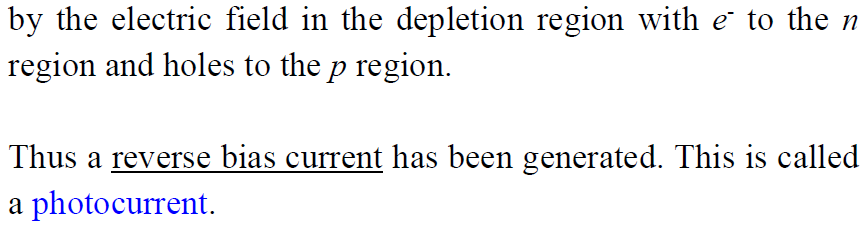 by the electric field in the depletion region with e⁻ to the n
region and holes to the p region.
Thus a reverse bias current has been generated. This is called
a photocurrent.